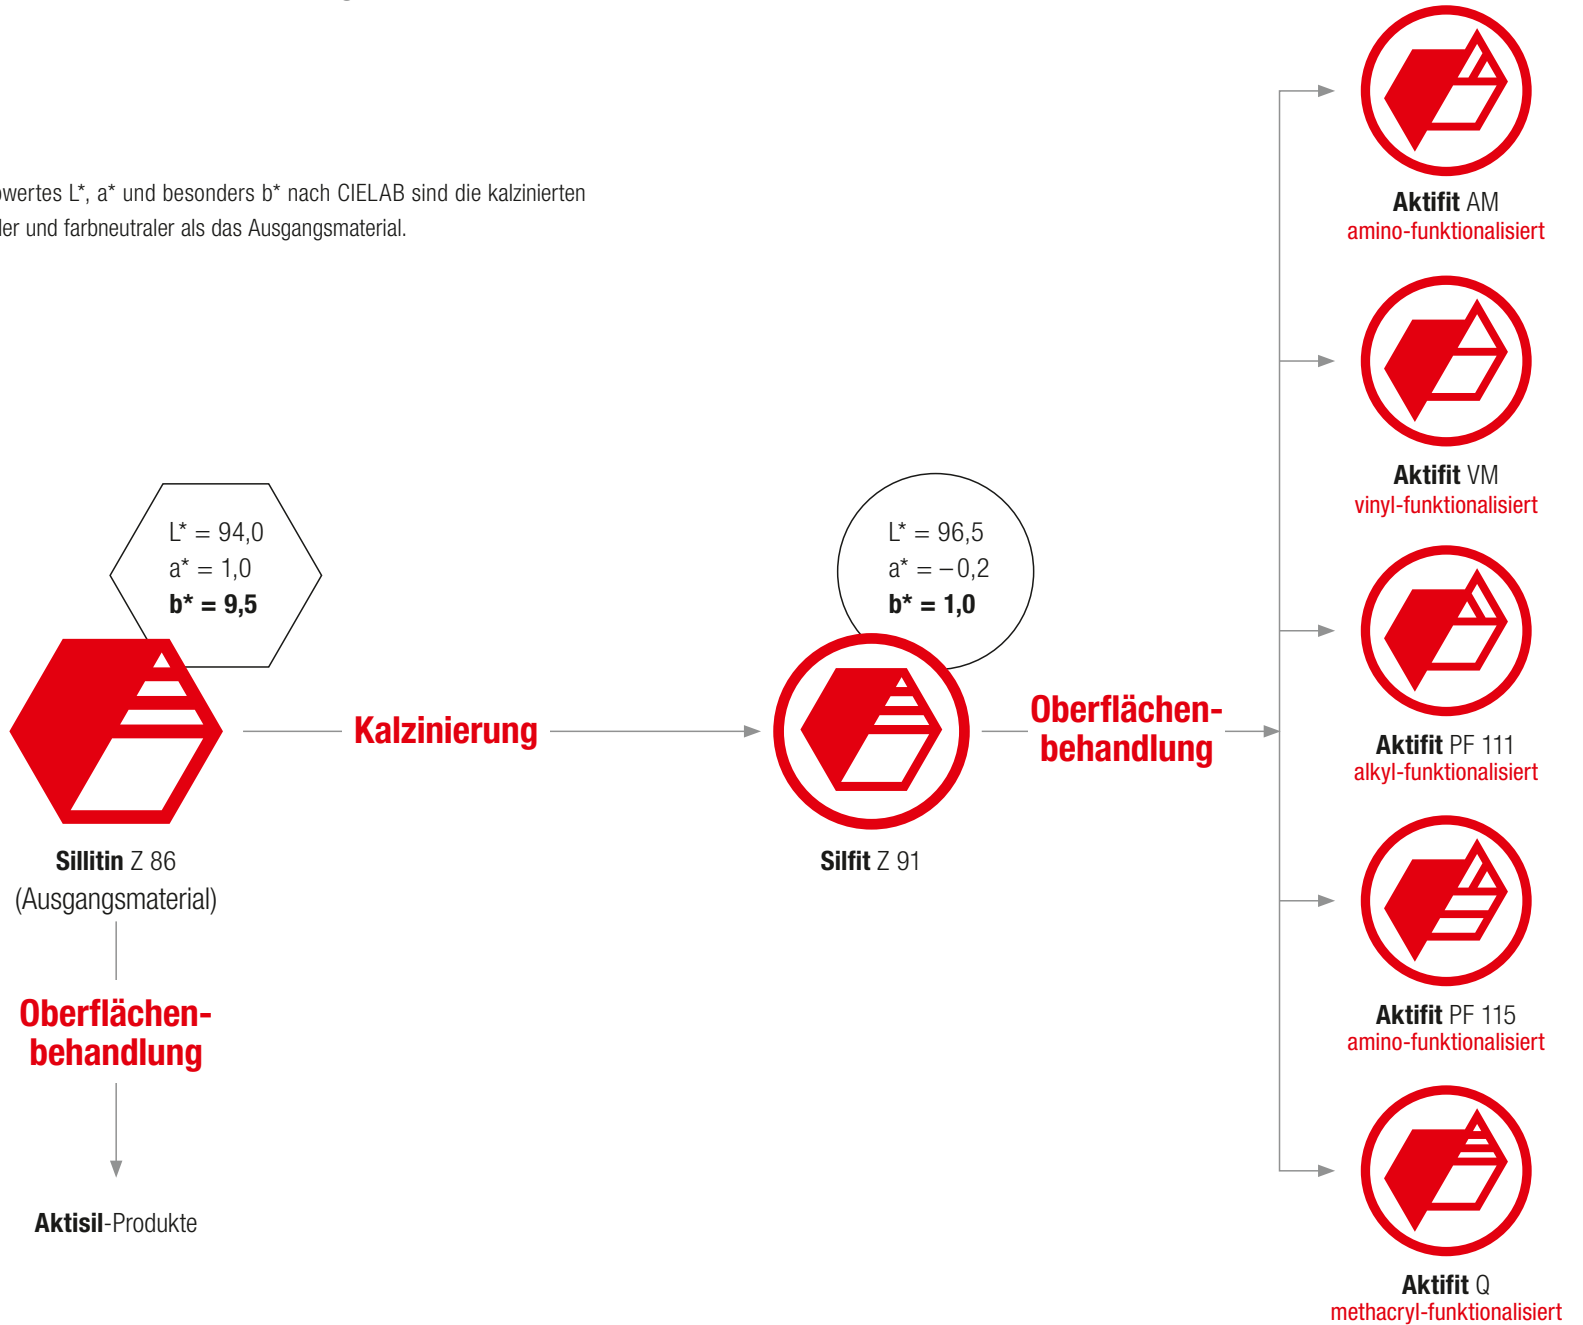 L*, a* und besonders b* nach CIELAB sind die kalzinierten
und farbneutraler als das Ausgangsmaterial.
L* = 94,0
a* = 1,0
b* = 9,5
Sillitin Z 86
(Ausgangsmaterial)
Kalzinierung
L* = 96,5
a* = –0,2
b* = 1,0
Silfit Z 91
Oberflächen-
behandlung
Aktifit AM
amino-funktionalisiert
Aktifit VM
vinyl-funktionalisiert
Aktifit PF 111
alkyl-funktionalisiert
Aktifit PF 115
amino-funktionalisiert
Aktifit Q
methacryl-funktionalisiert
Oberflächen-
behandlung
Aktisil-Produkte